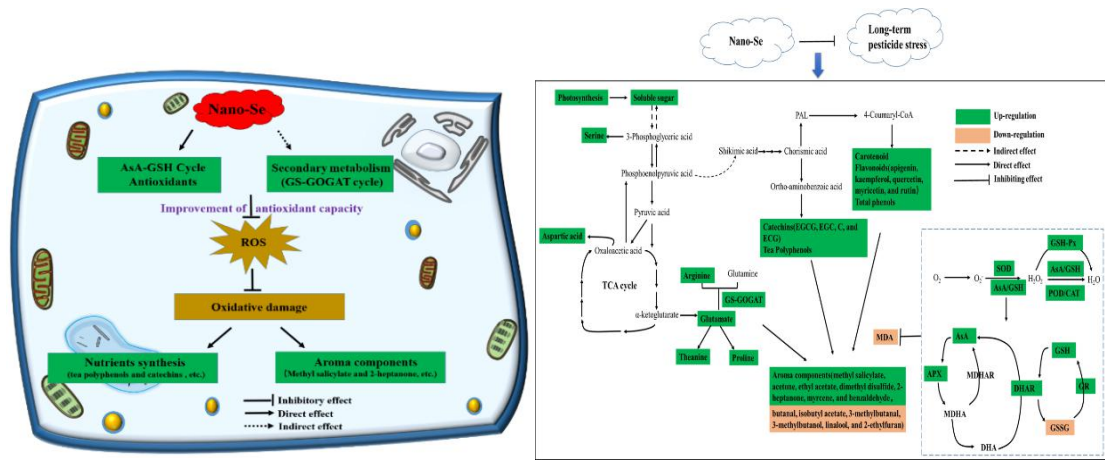 Nano-Se
AsA-GSH Cycle
Antioxidants
Secondary metabolism
(GS-GOGAT cycle)
Improvement of antioxidant capacity
ROS
Oxidative damage
Nutrients synthesis
(tea polyphenols and catechins , etc.)
Aroma components
(Methyl salicylate and 2-heptanone, etc.)
Inhibitory effect
Direct effect
Indirect effect
Nano-Se
Long-term
pesticide stress
Photosynthesis
Soluble sugar
Serine
3-Phosphoglyceric acid
Phosphoenolpyruvic acid
Pyruvic acid
Aspartic acid
Oxaloacetic acid
TCA cycle
α-ketoglutarate
Arginine
Glutamine
GS-GOGAT
Glutamate
Theanine
Proline
Shikimic acid
Chorismic acid
PAL
4-Coumaryl-CoA
Ortho-aminobenzoic acid
Carotenoid
Flavonoids(apigenin,
kaempferol, quercetin,
myricetin, and rutin)
Total phenols
Catechins(EGCG, EGC, C, and
ECG)
Tea Polyphenols
Aroma components(methyl salicylate,
acetone, ethyl acetate, dimethyl disulfide, 2-
heptanone, myrcene, and benzaldehyde,
butanal, isobutyl acetate, 3-methylbutanal,
3-methylbutanol, linalool, and 2-ethylfuran)
Up-regulation
Down-regulation
Indirect effect
Direct effect
Inhibiting effect
GSH-Px
SOD
AsA/GSH
O₂
O₂⁻
AsA/GSH
H₂O₂
POD/CAT
H₂O
MDA
AsA
APX
MDHAR
MDHA
DHA
DHAR
GSH
GR
GSSG